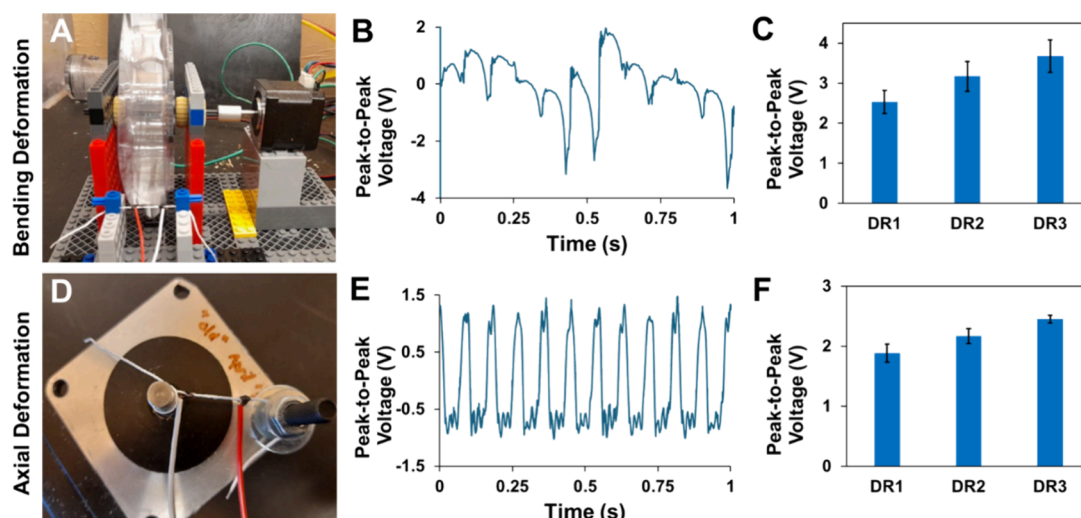 Bending Deformation
A
B
Peak-to-Peak
Voltage (V)
2
0
-2
-4
0
0.25
0.5
0.75
1
Time (s)
C
Peak-to-Peak
Voltage (V)
4
3
2
1
0
DR1
DR2
DR3
Axial Deformation
D
"old"
E
Peak-to-Peak
Voltage (V)
1.5
0.5
-0.5
-1.5
0
0.25
0.5
0.75
1
Time (s)
F
Peak-to-Peak
Voltage (V)
3
2
1
0
DR1
DR2
DR3